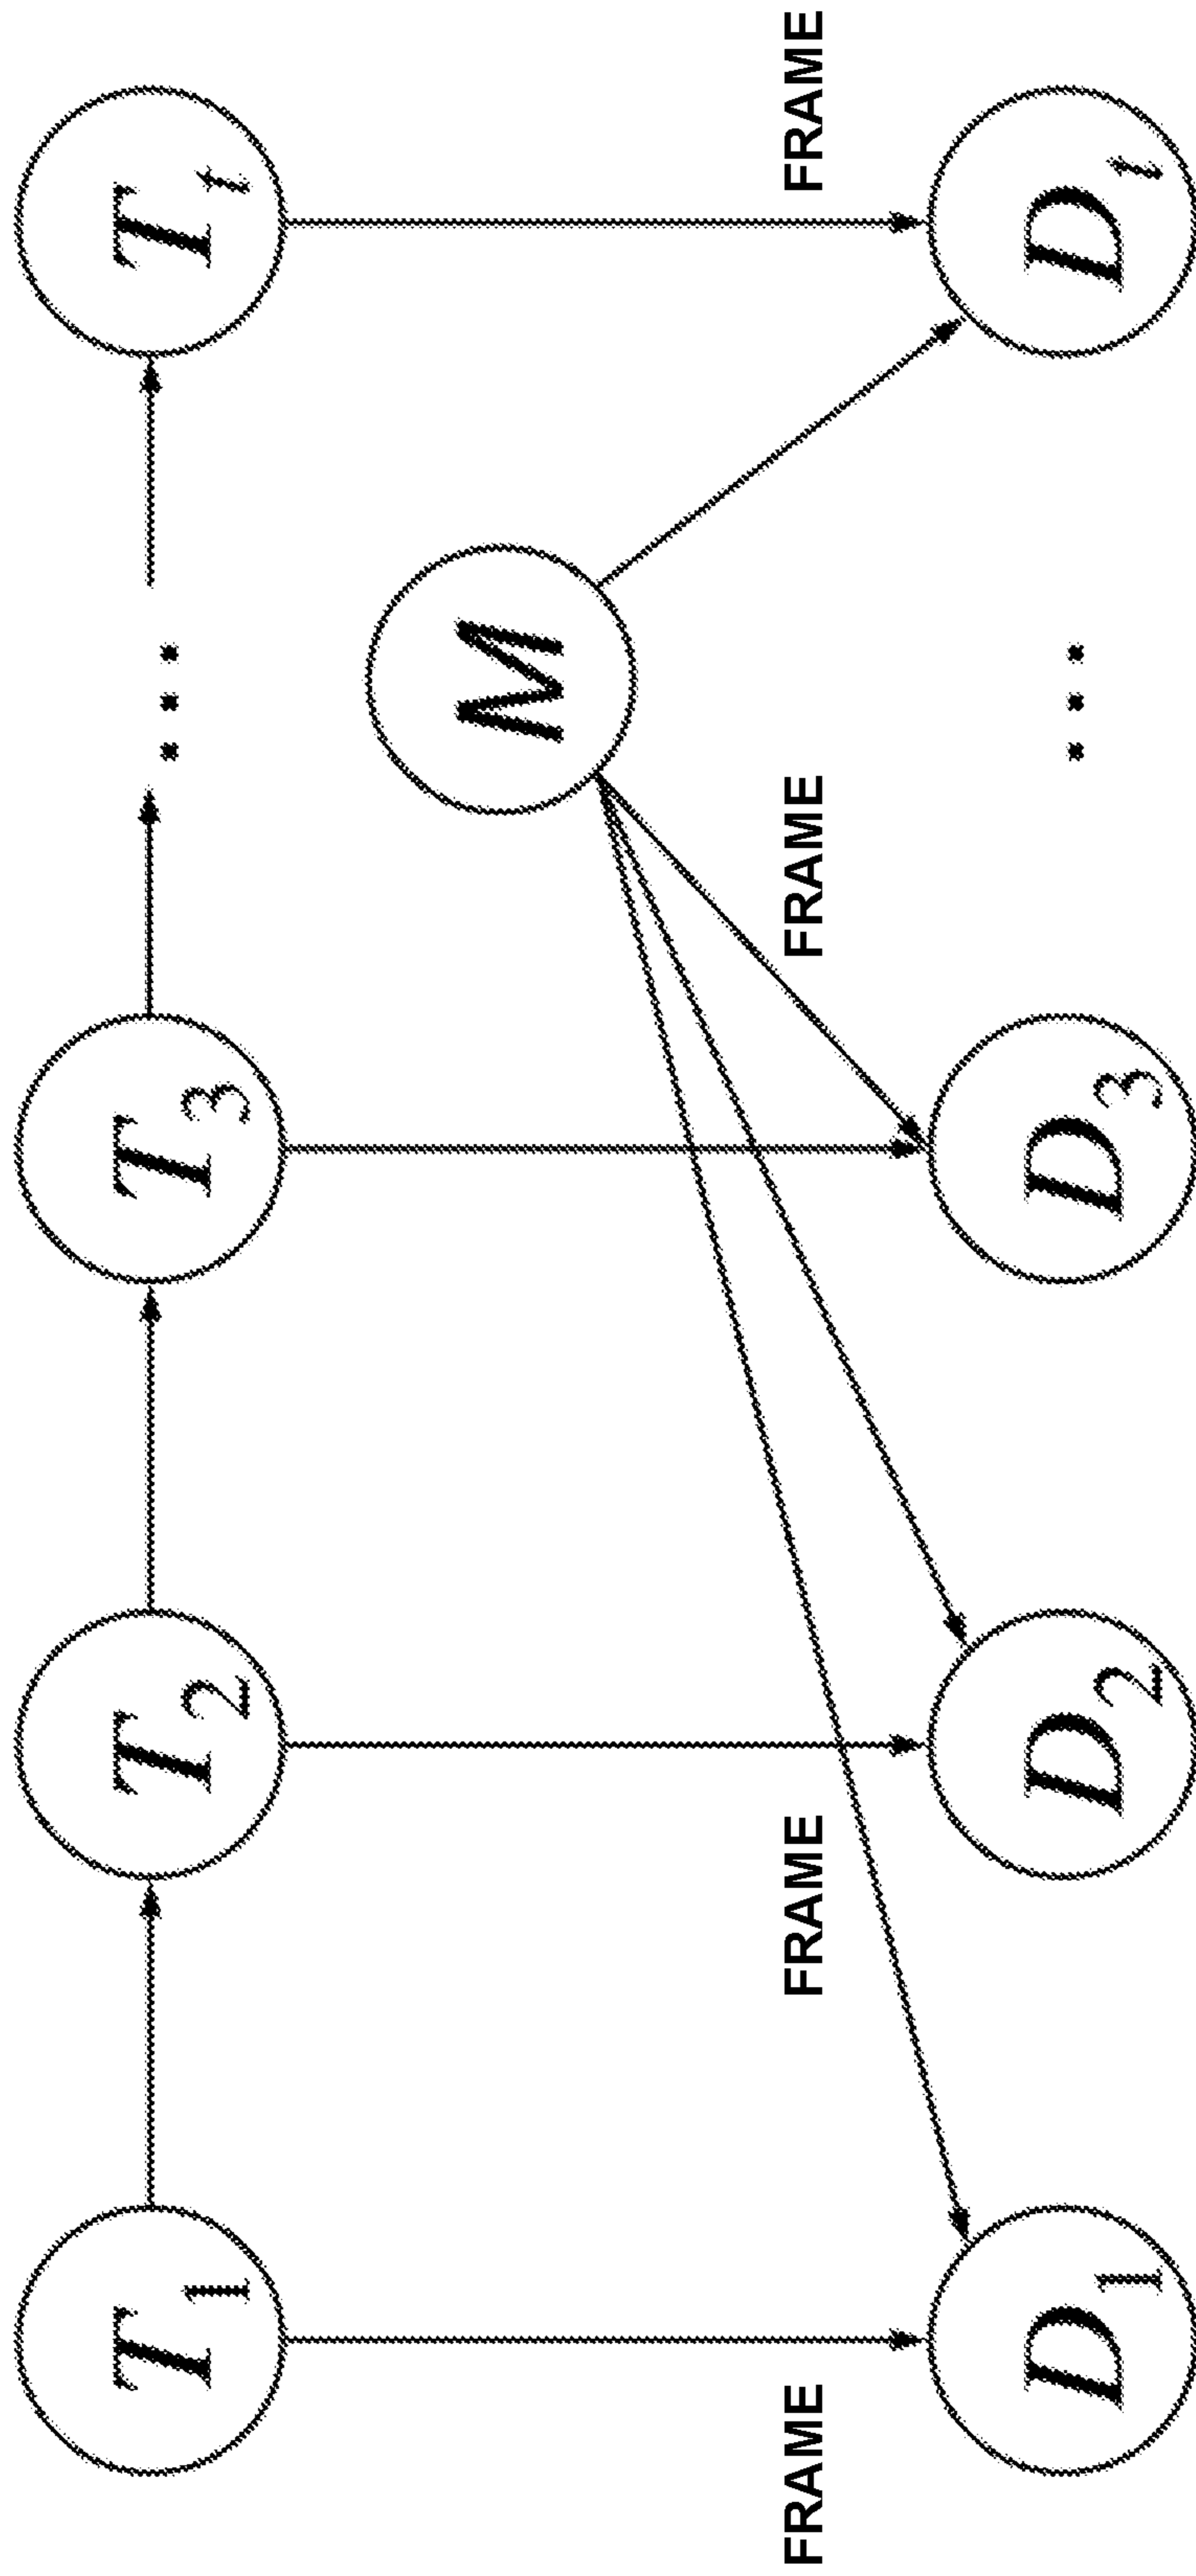 T1 T2 T3 ... Tt
M
FRAME FRAME FRAME FRAME
D1 D2 D3 ... Dt